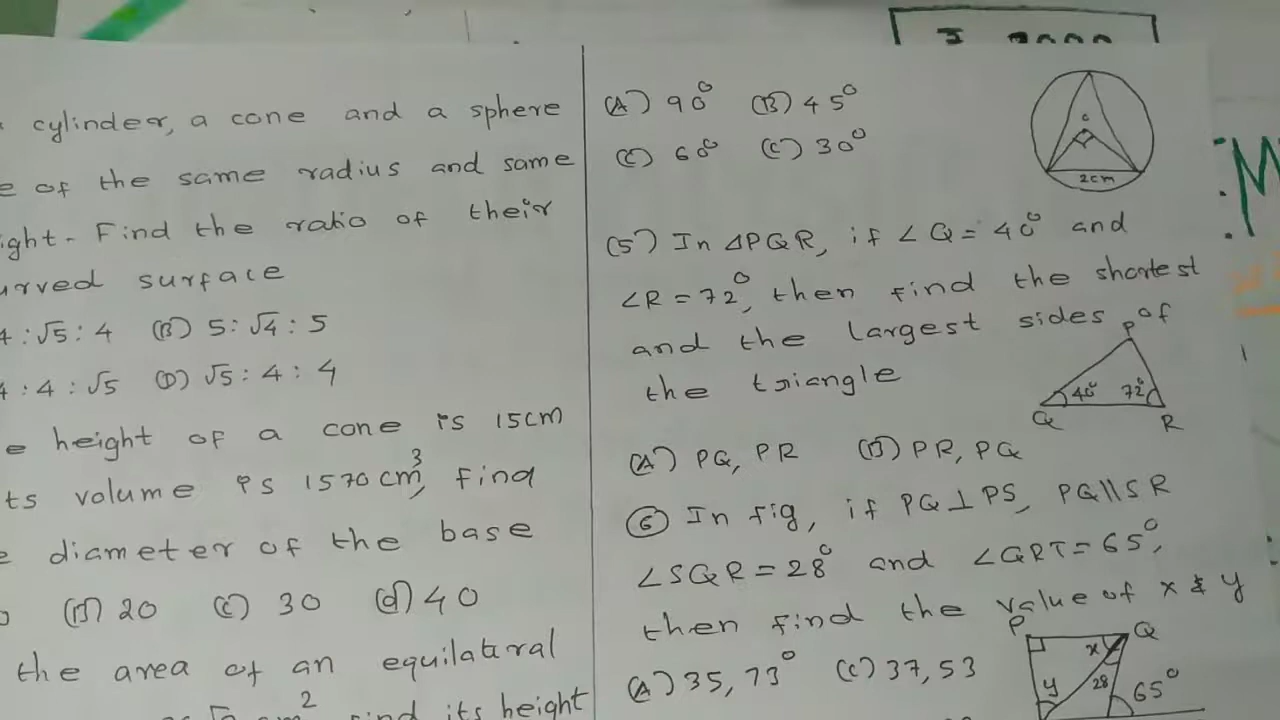 cylinder, a cone and a sphere
of the same radius and same
Find the ratio of their
surface
: √5 : 4 (B) 5 : √4 : 5
: 4 : √5 (D) √5 : 4 : 4
height of a cone is 15cm
volume is 1570 cm³, find
diameter of the base
(B) 20 (C) 30 (d) 40
the area of an equilateral
find its height
(A) 90° (B) 45°
(C) 60° (C) 30°
2cm
(5) In ΔPQR, if ∠Q = 40° and
∠R = 72°, then find the shortest
and the largest sides of
the triangle
P
40° 72°
Q R
(A) PQ, PR (B) PR, PQ
(6) In fig, if PQ⊥PS, PQ∥SR
∠SQR = 28° and ∠QRT = 65°,
then find the value of x & y
(A) 35, 73° (C) 37, 53
P Q
x
y 28 65°
M